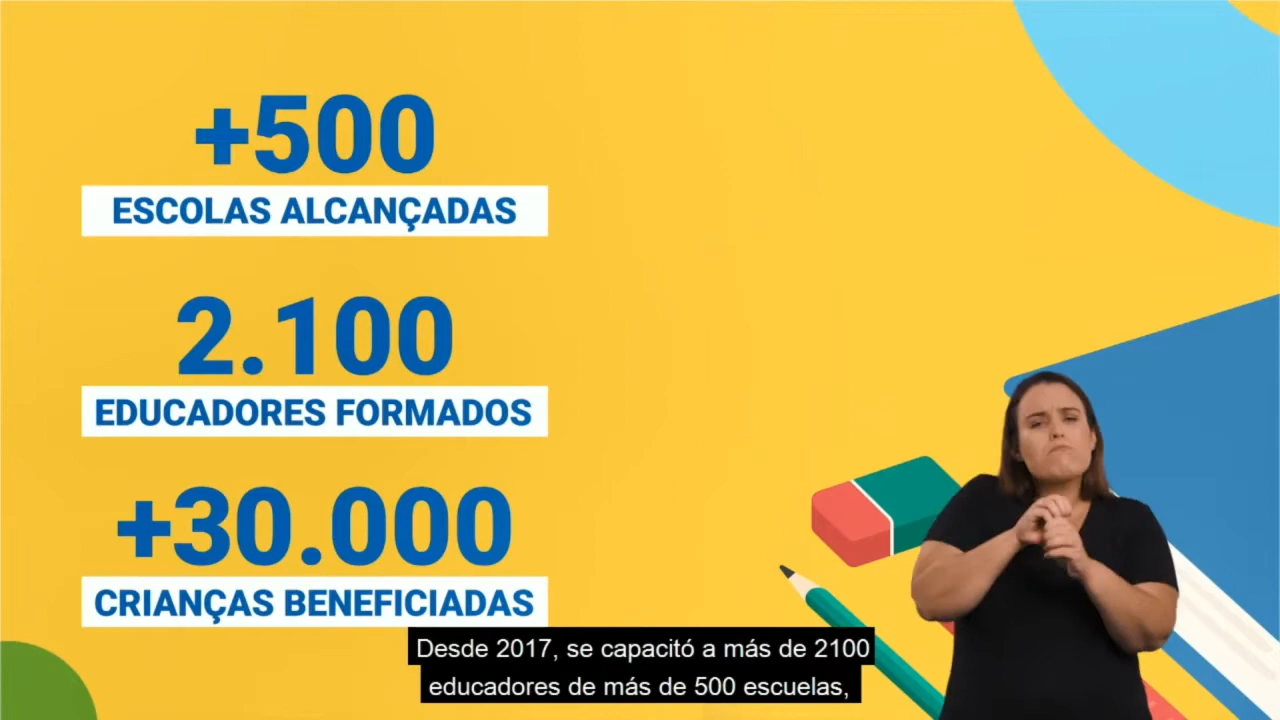 +500
ESCOLAS ALCANÇADAS
2.100
EDUCADORES FORMADOS
+30.000
CRIANÇAS BENEFICIADAS
Desde 2017, se capacitó a más de 2100
educadores de más de 500 escuelas,